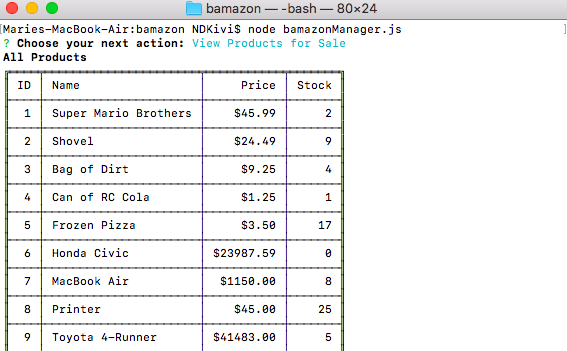 bamazon — -bash — 80×24
[Maries-MacBook-Air:bamazon NDKivi$ node bamazonManager.js ]
? Choose your next action: View Products for Sale
All Products
ID Name Price Stock
1 Super Mario Brothers $45.99 2
2 Shovel $24.49 9
3 Bag of Dirt $9.25 4
4 Can of RC Cola $1.25 1
5 Frozen Pizza $3.50 17
6 Honda Civic $23987.59 0
7 MacBook Air $1150.00 8
8 Printer $45.00 25
9 Toyota 4-Runner $41483.00 5